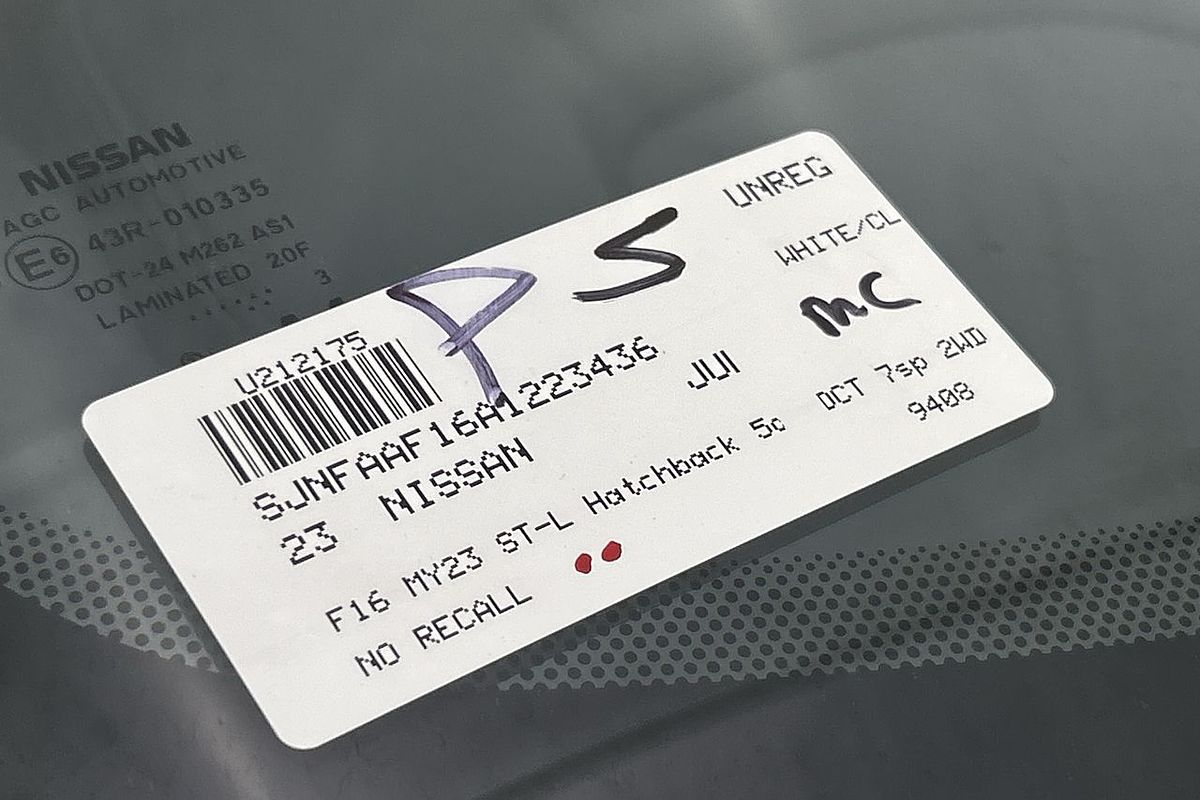 NISSAN
AGC AUTOMOTIVE
E6 43R-010335
DOT-24 M262 AS1
LAMINATED 20F
3
UNREG
P S
WHITE/CL
U212175
MC
SJNFAAF16A1223436
23 NISSAN JUI
F16 MY23 ST-L Hatchback 5c DCT 7sp 2WD
NO RECALL 9408